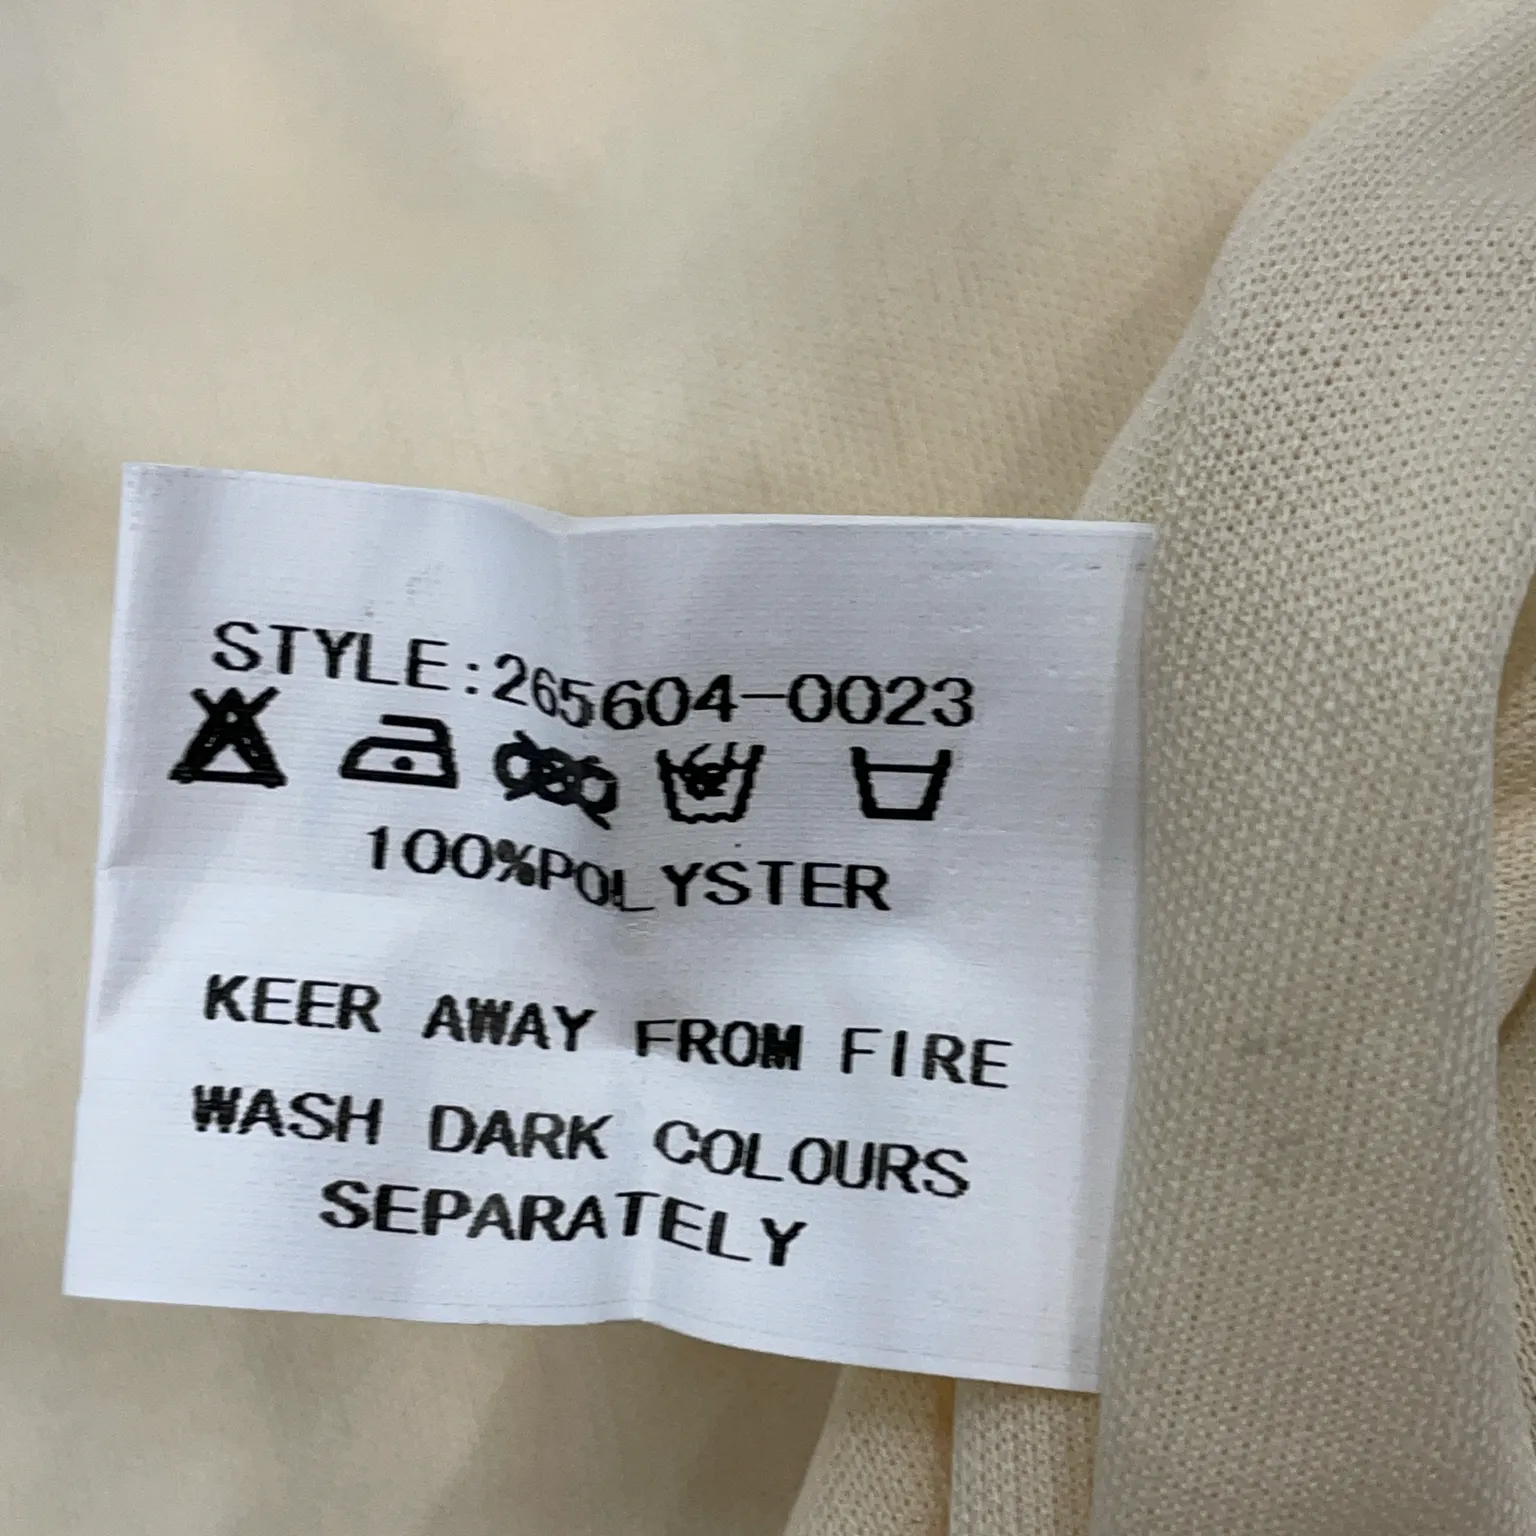 STYLE:265604-0023
100%POLYSTER
KEER AWAY FROM FIRE
WASH DARK COLOURS
SEPARATELY